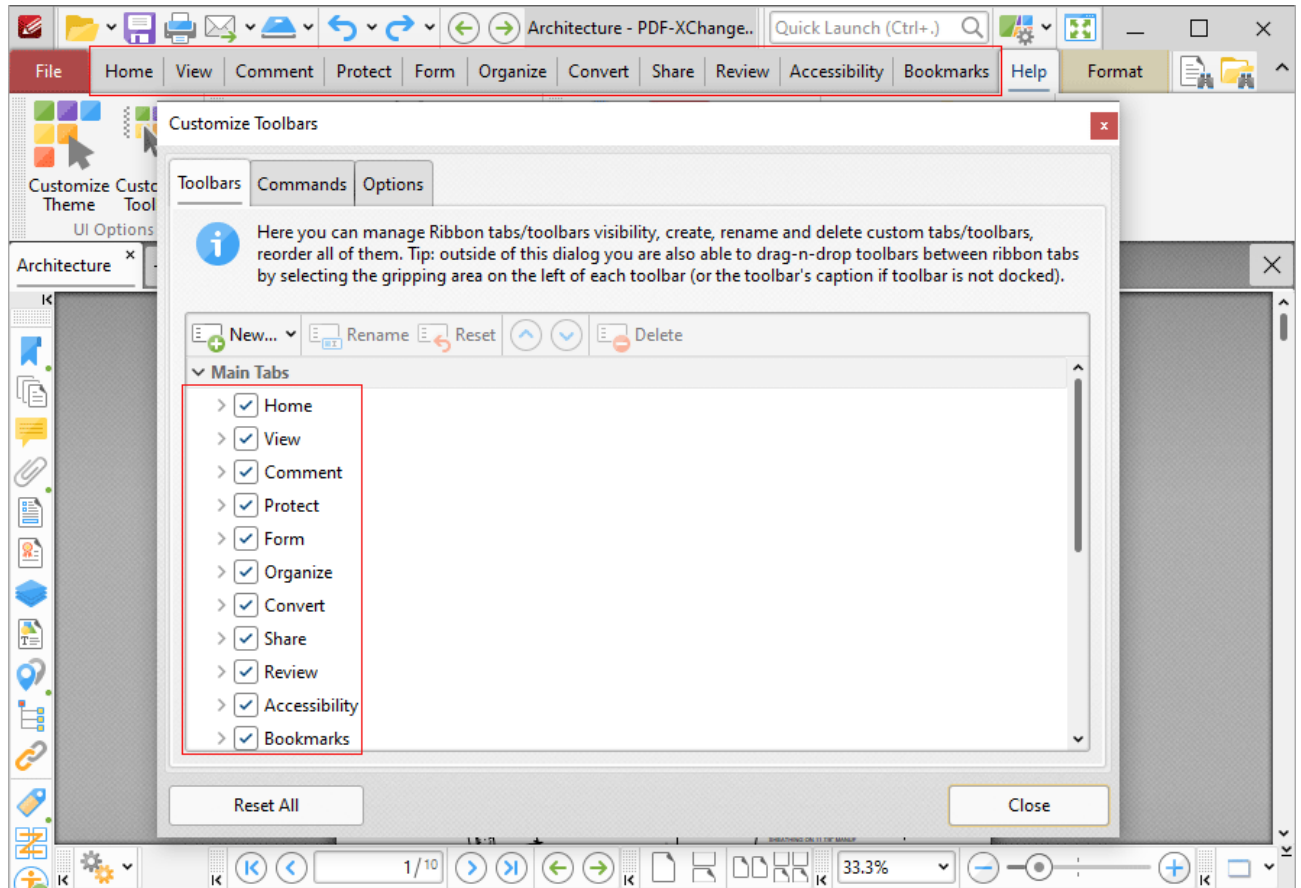 Architecture - PDF-XChange..
Quick Launch (Ctrl+.)
File Home View Comment Protect Form Organize Convert Share Review Accessibility Bookmarks Help Format
Customize
Theme
Custo
Tool
UI Options
Architecture
Customize Toolbars
Toolbars Commands Options
Here you can manage Ribbon tabs/toolbars visibility, create, rename and delete custom tabs/toolbars,
reorder all of them. Tip: outside of this dialog you are also able to drag-n-drop toolbars between ribbon tabs
by selecting the gripping area on the left of each toolbar (or the toolbar's caption if toolbar is not docked).
New... Rename Reset Delete
Main Tabs
Home
View
Comment
Protect
Form
Organize
Convert
Share
Review
Accessibility
Bookmarks
Reset All Close
1/10 33.3%